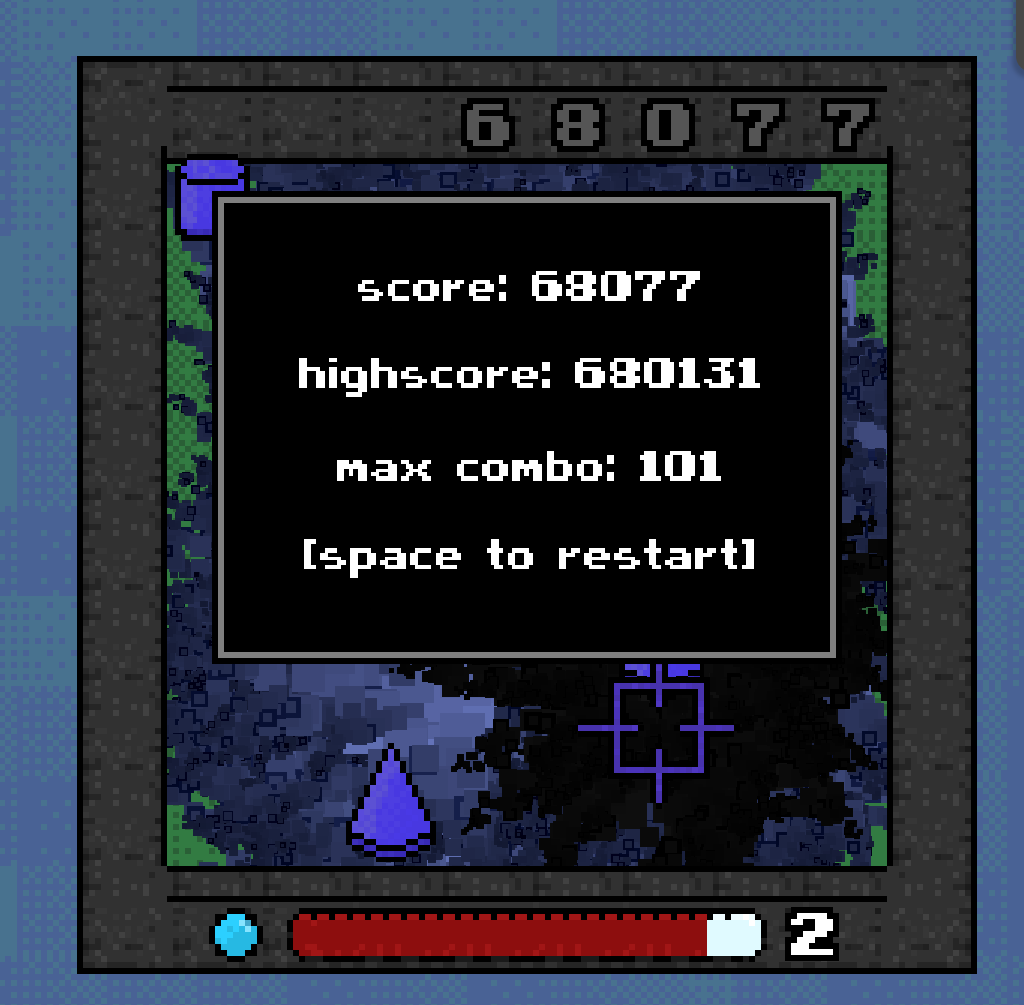 68077
score: 68077
highscore: 680131
max combo: 101
[space to restart]
2